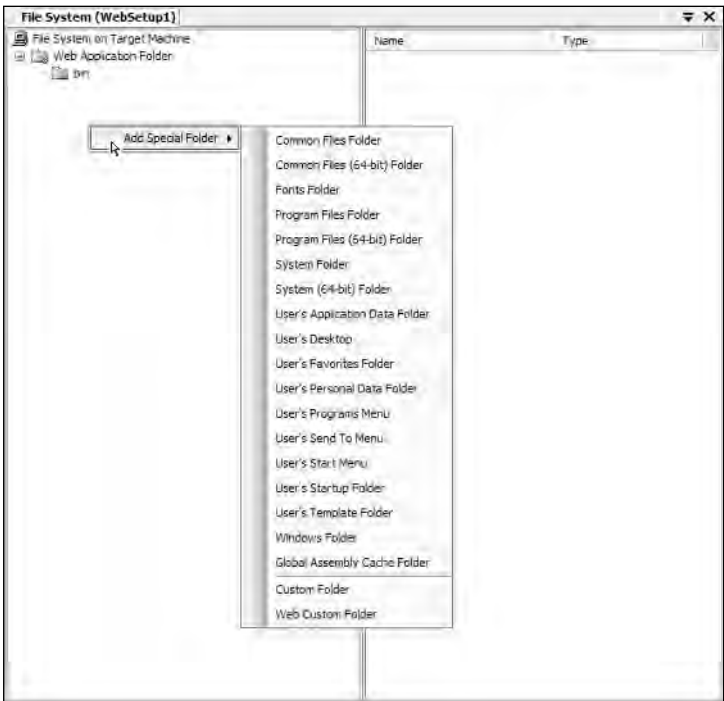 File System (WebSetup1)
File System on Target Machine
Web Application Folder
bin
Name Type
Add Special Folder
Common Files Folder
Common Files (64-bit) Folder
Fonts Folder
Program Files Folder
Program Files (64-bit) Folder
System Folder
System (64-bit) Folder
User's Application Data Folder
User's Desktop
User's Favorites Folder
User's Personal Data Folder
User's Programs Menu
User's Send To Menu
User's Start Menu
User's Startup Folder
User's Template Folder
Windows Folder
Global Assembly Cache Folder
Custom Folder
Web Custom Folder